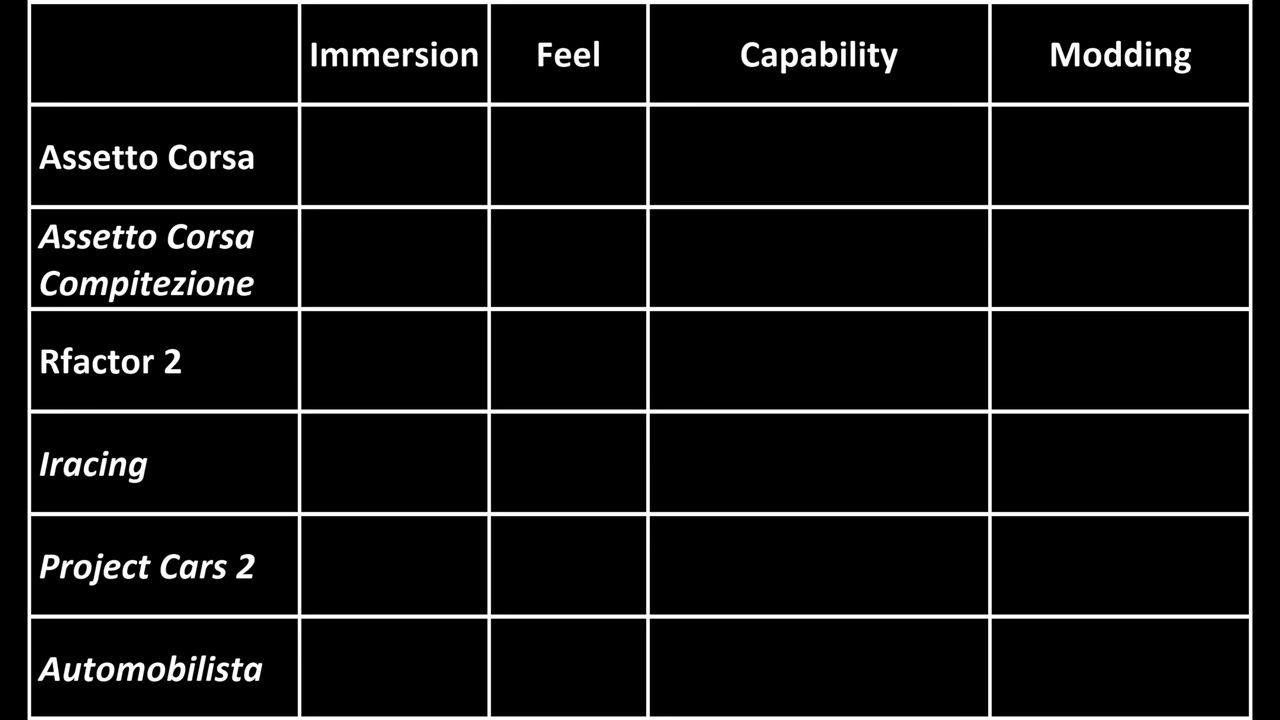 Immersion Feel Capability Modding
Assetto Corsa
Assetto Corsa
Compitezione
Rfactor 2
Iracing
Project Cars 2
Automobilista